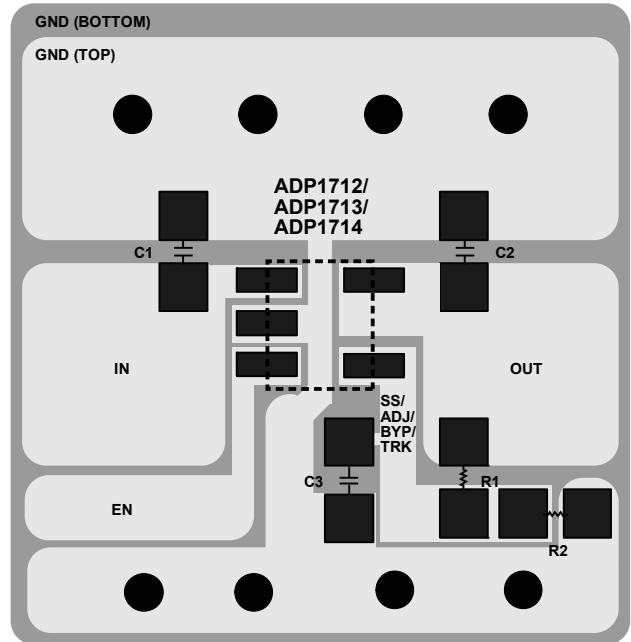 GND (BOTTOM)
GND (TOP)
ADP1712/
ADP1713/
ADP1714
C1
C2
IN
OUT
SS/
ADJ/
BYP/
TRK
C3
R1
EN
R2